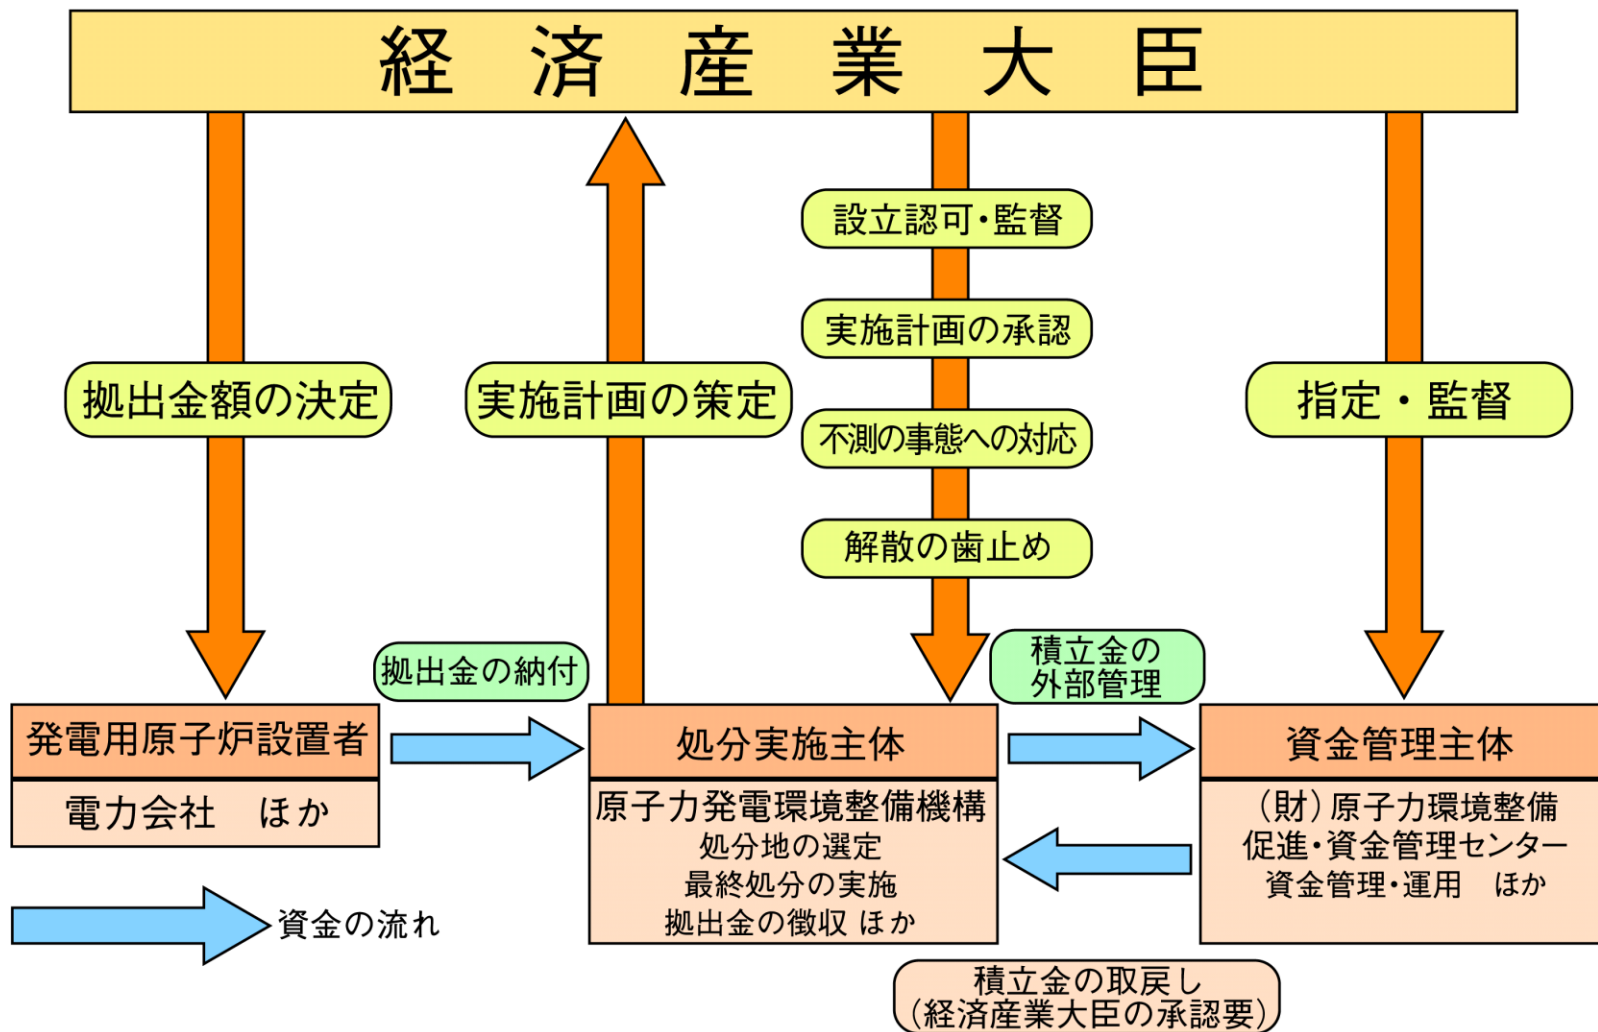 経済産業大臣
設立認可・監督
実施計画の承認
拠出金額の決定
実施計画の策定
不測の事態への対応
指定・監督
解散の歯止め
拠出金の納付
積立金の
外部管理
発電用原子炉設置者
電力会社 ほか
処分実施主体
原子力発電環境整備機構
処分地の選定
最終処分の実施
拠出金の徴収 ほか
資金管理主体
(財)原子力環境整備
促進・資金管理センター
資金管理・運用 ほか
資金の流れ
積立金の取戻し
(経済産業大臣の承認要)